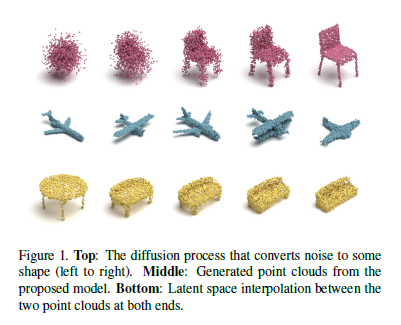 Figure 1. Top: The diffusion process that converts noise to some
shape (left to right). Middle: Generated point clouds from the
proposed model. Bottom: Latent space interpolation between the
two point clouds at both ends.